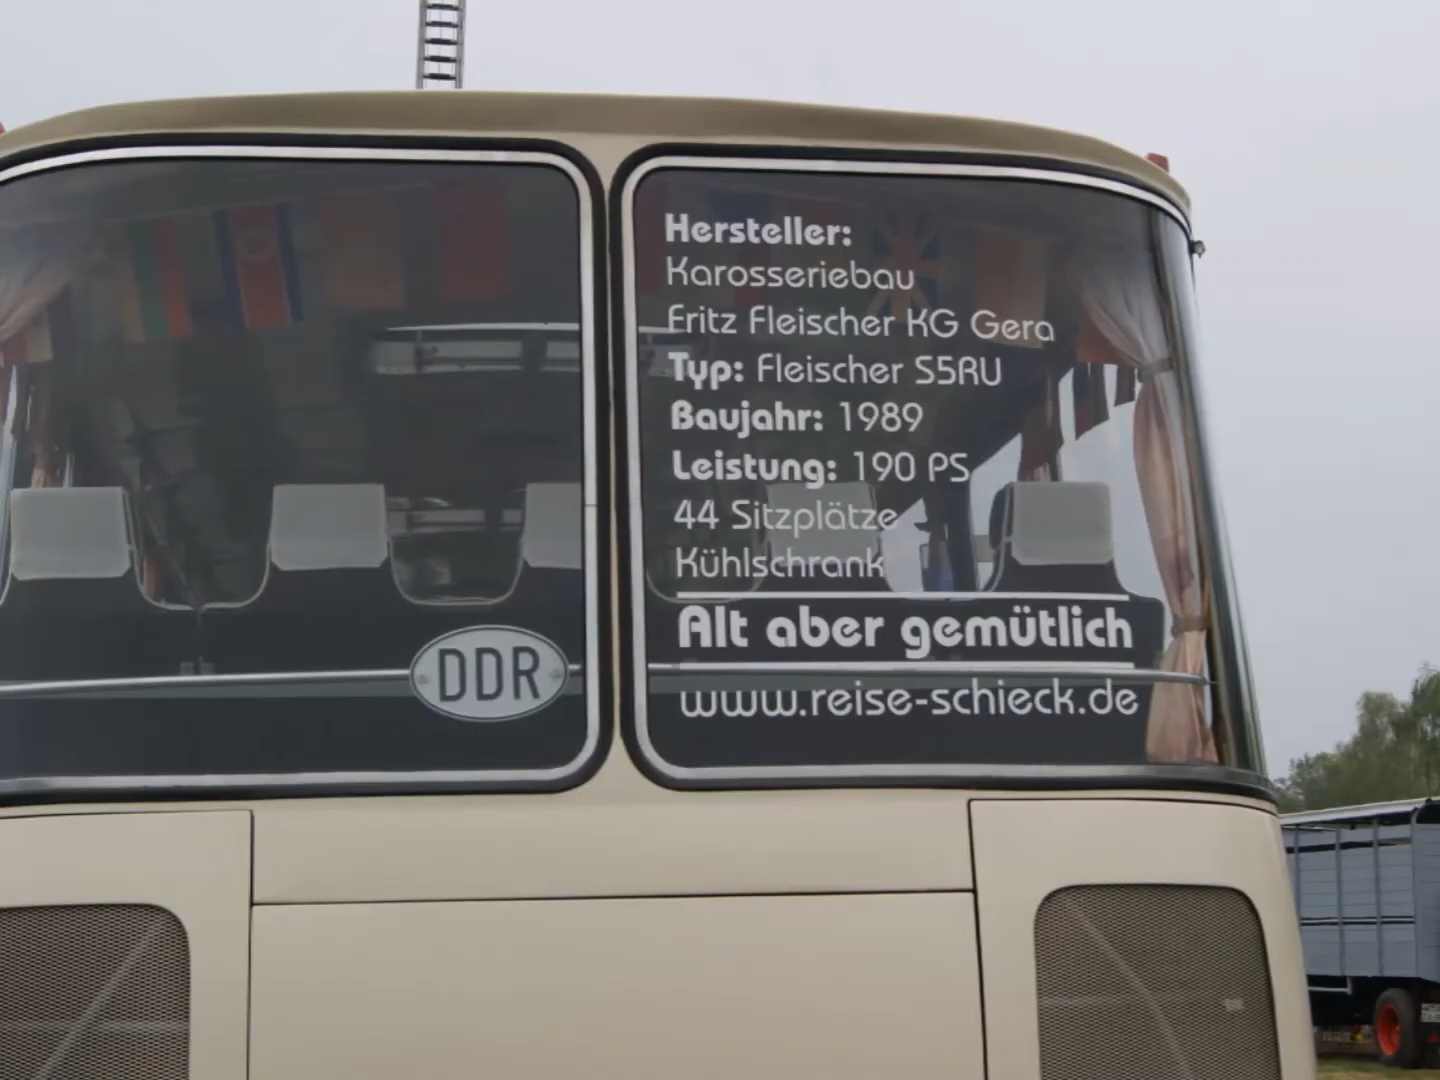 Hersteller:
Karosseriebau
Fritz Fleischer KG Gera
Typ: Fleischer S5RU
Baujahr: 1989
Leistung: 190 PS
44 Sitzplätze
Kühlschrank
Alt aber gemütlich
www.reise-schieck.de
DDR